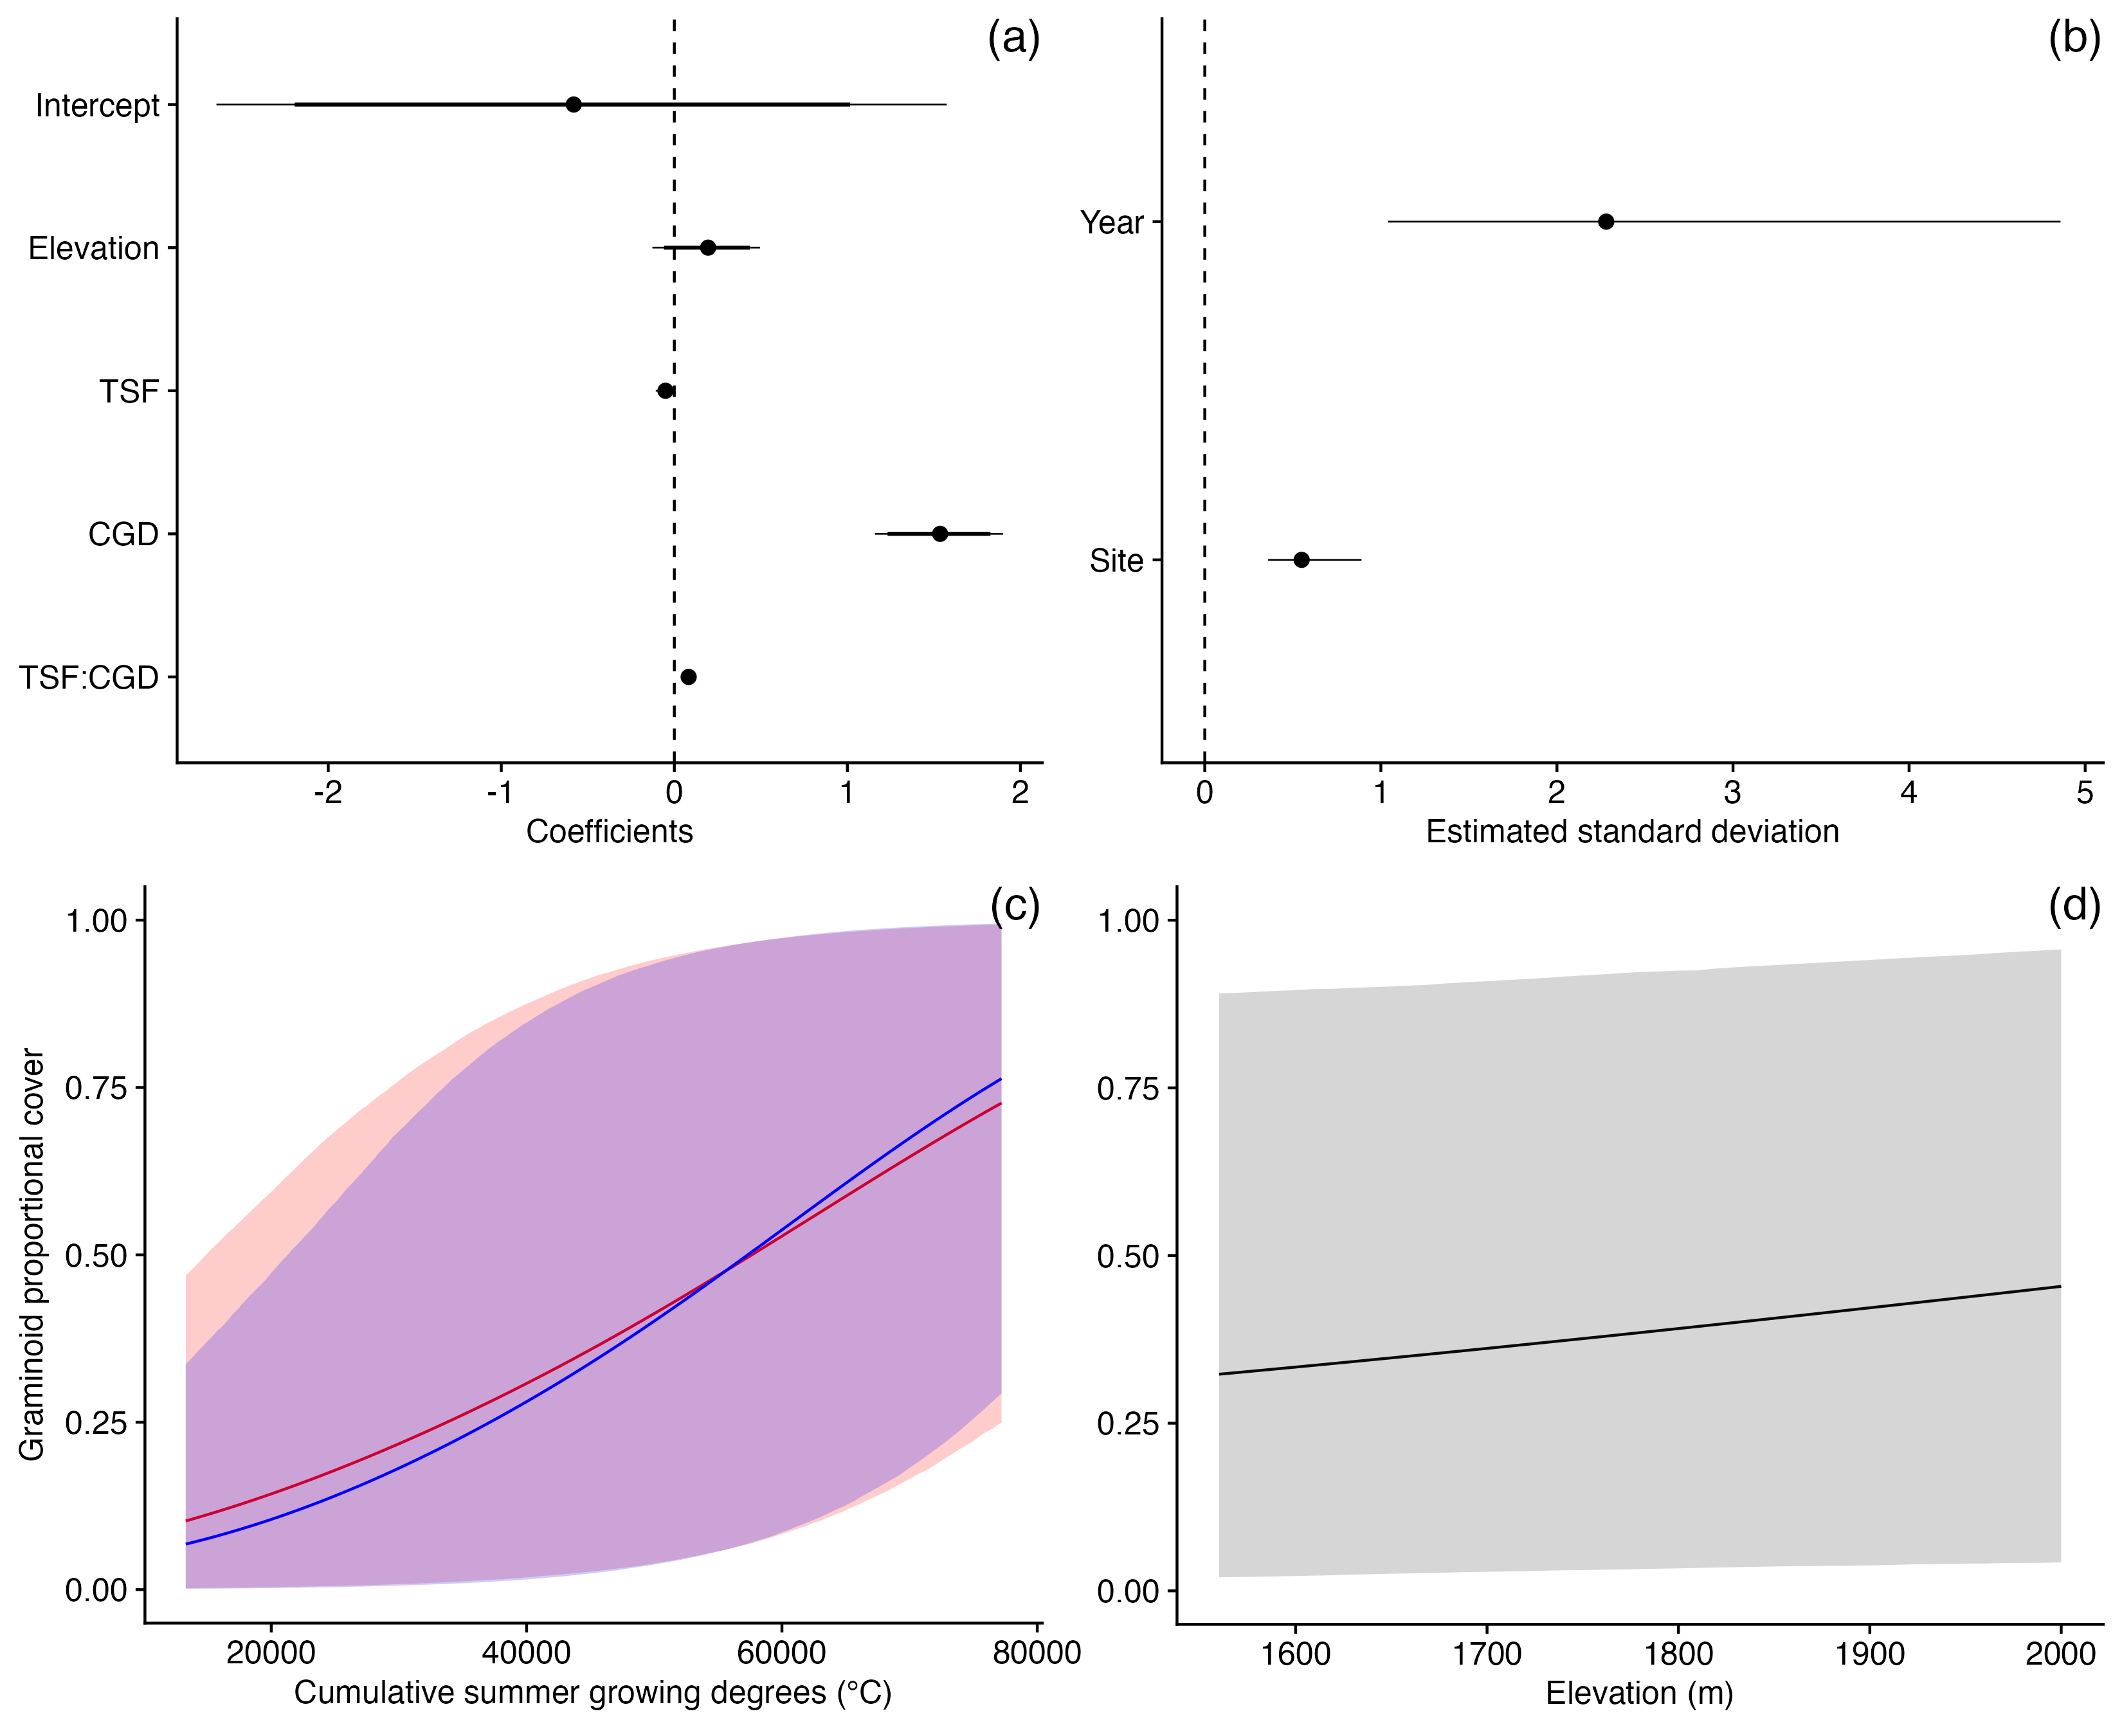 (a)
Intercept
Elevation
TSF
CGD
TSF:CGD
-2 -1 0 1 2
Coefficients
(b)
Year
Site
0 1 2 3 4 5
Estimated standard deviation
(c)
Graminoid proportional cover
1.00
0.75
0.50
0.25
0.00
20000 40000 60000 80000
Cumulative summer growing degrees (°C)
(d)
1.00
0.75
0.50
0.25
0.00
1600 1700 1800 1900 2000
Elevation (m)